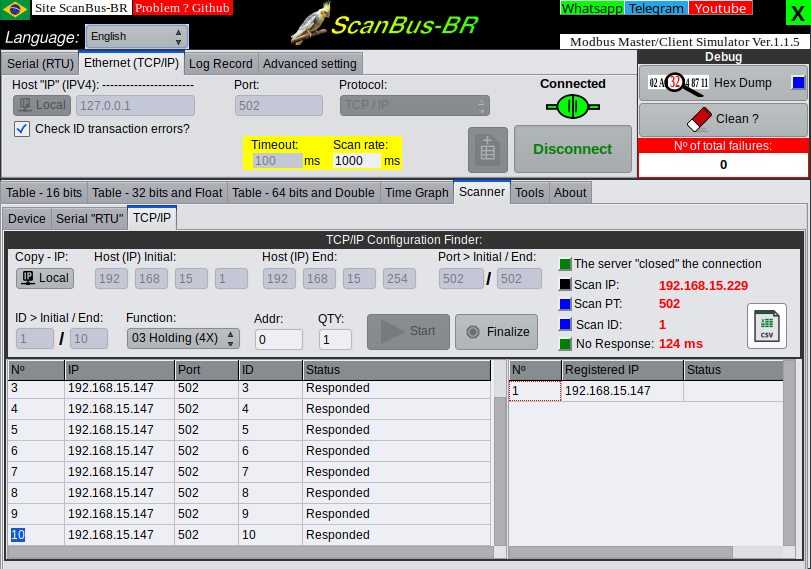 Site ScanBus-BR Problem ? Github
Whatsapp Telegram Youtube
X
ScanBus-BR
Language: English
Modbus Master/Client Simulator Ver.1.1.5
Serial (RTU) Ethernet (TCP/IP) Log Record Advanced setting
Debug
Host "IP" (IPV4): ------------------------ Port: Protocol: Connected
Local 127.0.0.1 502 TCP / IP
32 Hex Dump
Check ID transaction errors?
Clean ?
Timeout: Scan rate:
100 ms 1000 ms
Disconnect
Nº of total failures:
0
Table - 16 bits Table - 32 bits and Float Table - 64 bits and Double Time Graph Scanner Tools About
Device Serial "RTU" TCP/IP
TCP/IP Configuration Finder:
Copy - IP: Host (IP) Initial: Host (IP) End: Port > Initial / End:
Local 192 168 15 1 192 168 15 254 502 / 502
The server "closed" the connection
Scan IP: 192.168.15.229
Scan PT: 502
Scan ID: 1
No Response: 124 ms
CSV
ID > Initial / End: Function: Addr: QTY:
1 / 10 03 Holding (4X) 0 1 Start Finalize
Nº IP Port ID Status
3 192.168.15.147 502 3 Responded
4 192.168.15.147 502 4 Responded
5 192.168.15.147 502 5 Responded
6 192.168.15.147 502 6 Responded
7 192.168.15.147 502 7 Responded
8 192.168.15.147 502 8 Responded
9 192.168.15.147 502 9 Responded
10 192.168.15.147 502 10 Responded
Nº Registered IP Status
1 192.168.15.147